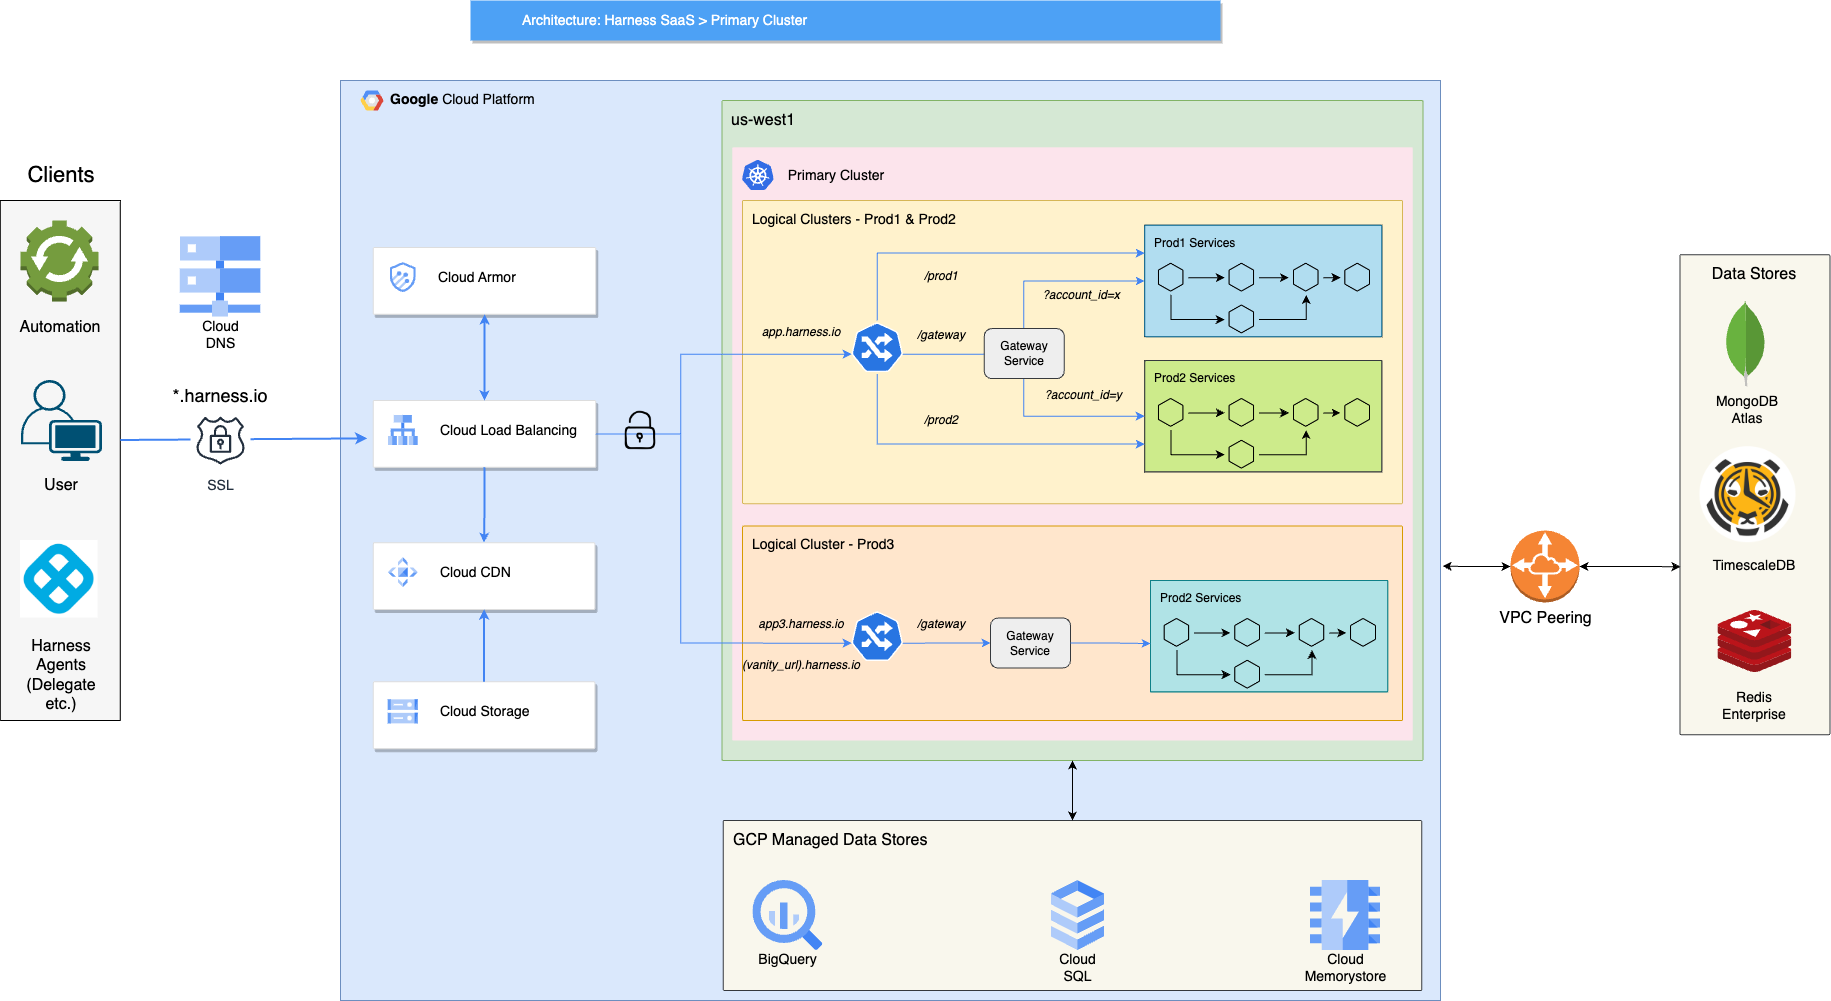 Architecture: Harness SaaS > Primary Cluster
Google Cloud Platform
us-west1
Primary Cluster
Clients
Automation
User
Harness
Agents
(Delegate
etc.)
Cloud
DNS
*.harness.io
SSL
Cloud Armor
Cloud Load Balancing
Cloud CDN
Cloud Storage
Logical Clusters - Prod1 & Prod2
app.harness.io
/prod1
/gateway
/prod2
Gateway
Service
?account_id=x
?account_id=y
Prod1 Services
Prod2 Services
Logical Cluster - Prod3
app3.harness.io
(vanity_url).harness.io
/gateway
Gateway
Service
Prod2 Services
GCP Managed Data Stores
BigQuery
Cloud
SQL
Cloud
Memorystore
VPC Peering
Data Stores
MongoDB
Atlas
TimescaleDB
Redis
Enterprise